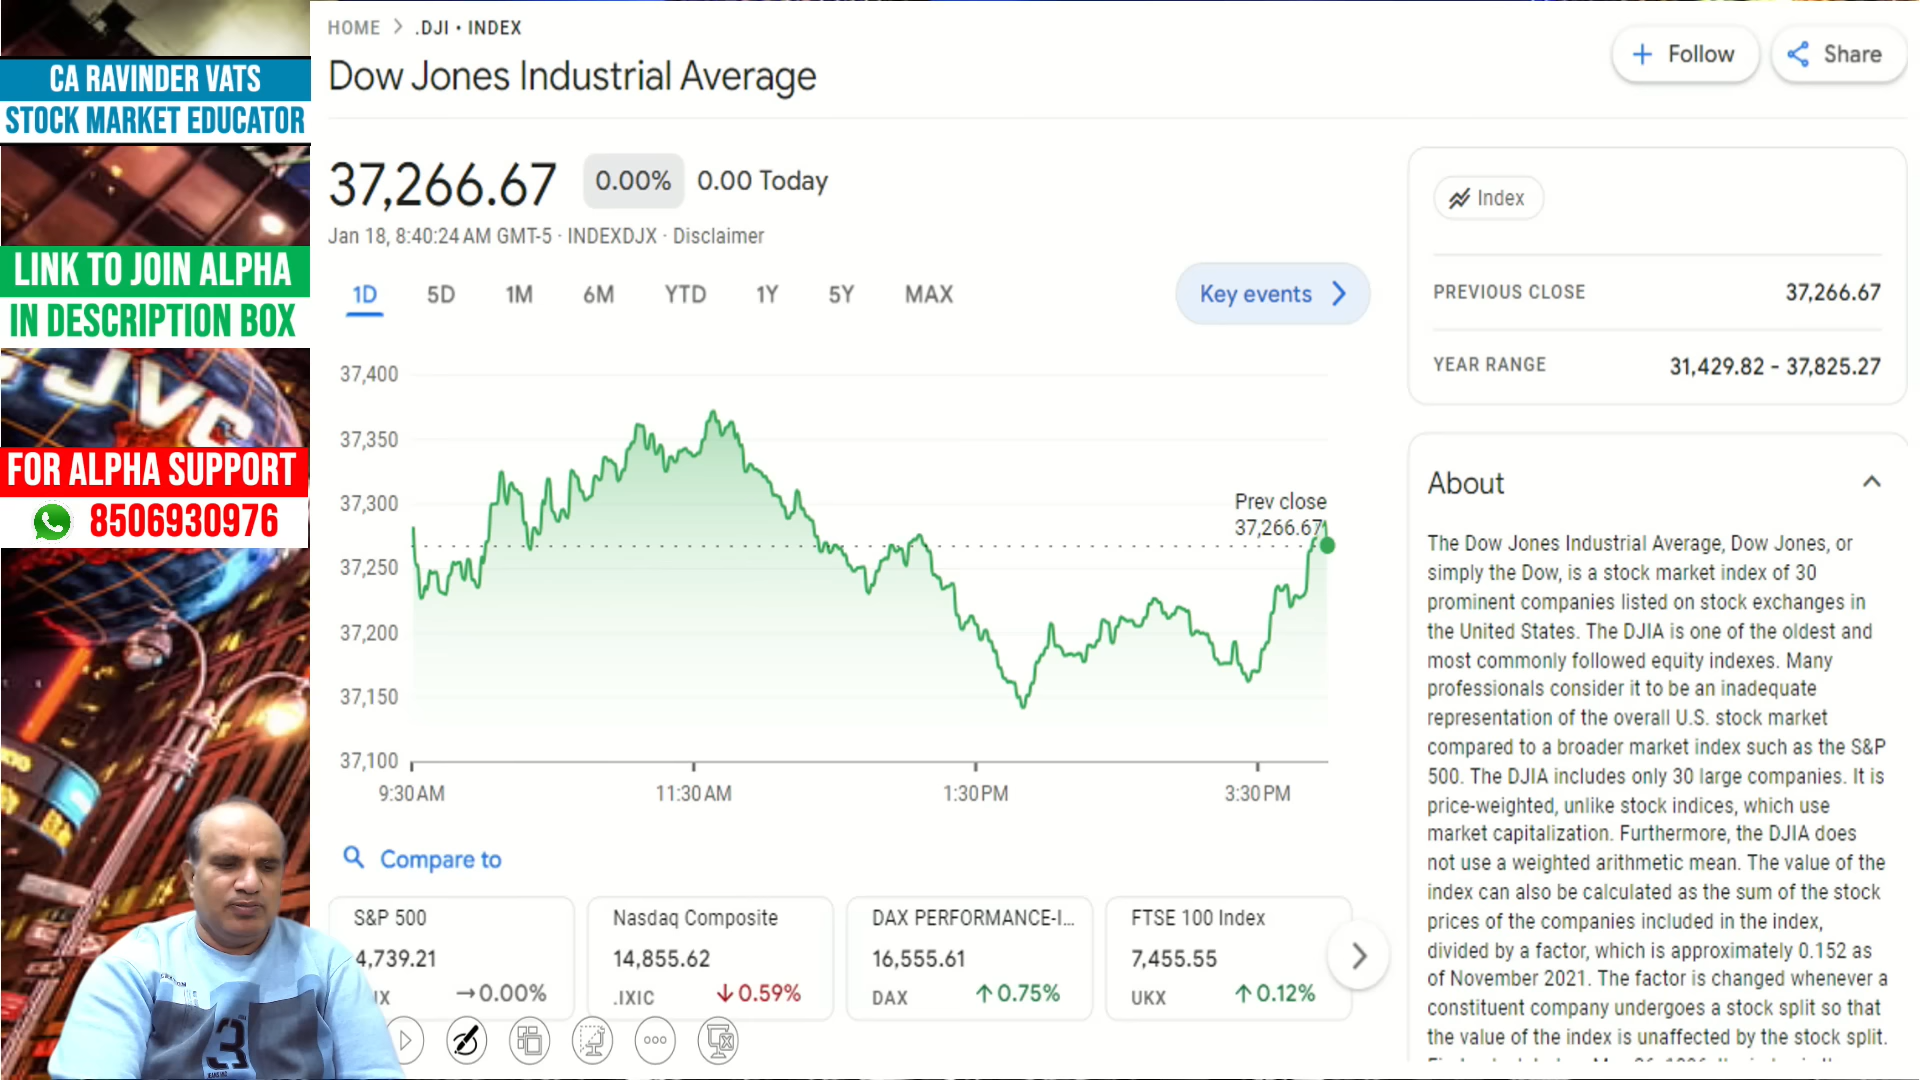 CA RAVINDER VATS
STOCK MARKET EDUCATOR
LINK TO JOIN ALPHA
IN DESCRIPTION BOX
JVC
FOR ALPHA SUPPORT
8506930976
3
HOME > .DJI • INDEX
Dow Jones Industrial Average
Follow
Share
37,266.67 0.00% 0.00 Today
Jan 18, 8:40:24 AM GMT-5 · INDEXDJX · Disclaimer
1D 5D 1M 6M YTD 1Y 5Y MAX
Key events
37,400
37,350
37,300
37,250
37,200
37,150
37,100
Prev close
37,266.67
9:30 AM 11:30 AM 1:30 PM 3:30 PM
Compare to
S&P 500
4,739.21
IX →0.00%
Nasdaq Composite
14,855.62
.IXIC ↓0.59%
DAX PERFORMANCE-I...
16,555.61
DAX ↑0.75%
FTSE 100 Index
7,455.55
UKX ↑0.12%
Index
PREVIOUS CLOSE 37,266.67
YEAR RANGE 31,429.82 - 37,825.27
About
The Dow Jones Industrial Average, Dow Jones, or
simply the Dow, is a stock market index of 30
prominent companies listed on stock exchanges in
the United States. The DJIA is one of the oldest and
most commonly followed equity indexes. Many
professionals consider it to be an inadequate
representation of the overall U.S. stock market
compared to a broader market index such as the S&P
500. The DJIA includes only 30 large companies. It is
price-weighted, unlike stock indices, which use
market capitalization. Furthermore, the DJIA does
not use a weighted arithmetic mean. The value of the
index can also be calculated as the sum of the stock
prices of the companies included in the index,
divided by a factor, which is approximately 0.152 as
of November 2021. The factor is changed whenever a
constituent company undergoes a stock split so that
the value of the index is unaffected by the stock split.